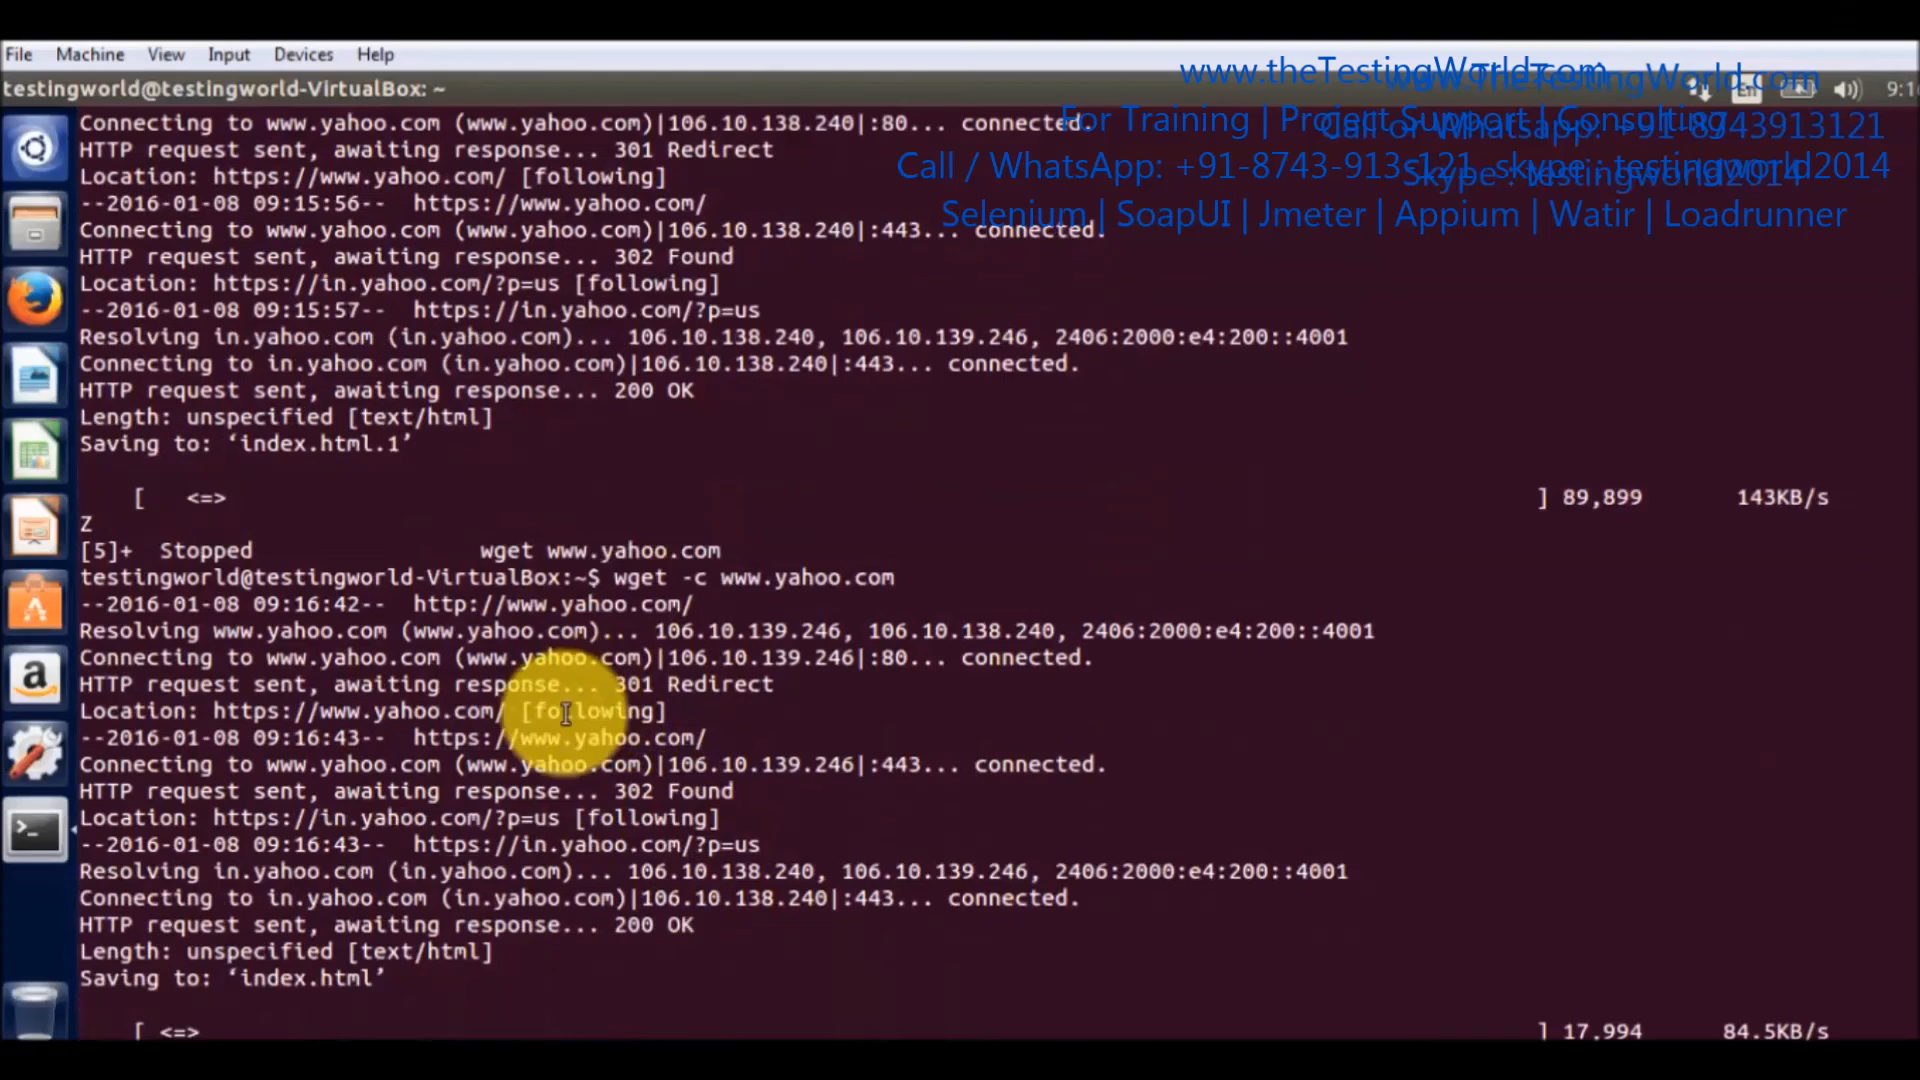 File Machine View Input Devices Help
www.theTestingWorld.com
www.TheTestingWorld.com
testingworld@testingworld-VirtualBox: ~
En
For Training | Project Support | Consulting
Call or Whatsapp: +91-8743913121
Call / WhatsApp: +91-8743-913-121 skype : testingworld2014
Skype : testingworld2014
Selenium | SoapUI | Jmeter | Appium | Watir | Loadrunner
Connecting to www.yahoo.com (www.yahoo.com)|106.10.138.240|:80... connected.
HTTP request sent, awaiting response... 301 Redirect
Location: https://www.yahoo.com/ [following]
--2016-01-08 09:15:56-- https://www.yahoo.com/
Connecting to www.yahoo.com (www.yahoo.com)|106.10.138.240|:443... connected.
HTTP request sent, awaiting response... 302 Found
Location: https://in.yahoo.com/?p=us [following]
--2016-01-08 09:15:57-- https://in.yahoo.com/?p=us
Resolving in.yahoo.com (in.yahoo.com)... 106.10.138.240, 106.10.139.246, 2406:2000:e4:200::4001
Connecting to in.yahoo.com (in.yahoo.com)|106.10.138.240|:443... connected.
HTTP request sent, awaiting response... 200 OK
Length: unspecified [text/html]
Saving to: ‘index.html.1’
[ <=> ] 89,899 143KB/s
Z
[5]+ Stopped wget www.yahoo.com
testingworld@testingworld-VirtualBox:~$ wget -c www.yahoo.com
--2016-01-08 09:16:42-- http://www.yahoo.com/
Resolving www.yahoo.com (www.yahoo.com)... 106.10.139.246, 106.10.138.240, 2406:2000:e4:200::4001
Connecting to www.yahoo.com (www.yahoo.com)|106.10.139.246|:80... connected.
HTTP request sent, awaiting response... 301 Redirect
Location: https://www.yahoo.com/ [following]
--2016-01-08 09:16:43-- https://www.yahoo.com/
Connecting to www.yahoo.com (www.yahoo.com)|106.10.139.246|:443... connected.
HTTP request sent, awaiting response... 302 Found
Location: https://in.yahoo.com/?p=us [following]
--2016-01-08 09:16:43-- https://in.yahoo.com/?p=us
Resolving in.yahoo.com (in.yahoo.com)... 106.10.138.240, 106.10.139.246, 2406:2000:e4:200::4001
Connecting to in.yahoo.com (in.yahoo.com)|106.10.138.240|:443... connected.
HTTP request sent, awaiting response... 200 OK
Length: unspecified [text/html]
Saving to: ‘index.html’
[ <=> ] 17,994 84.5KB/s